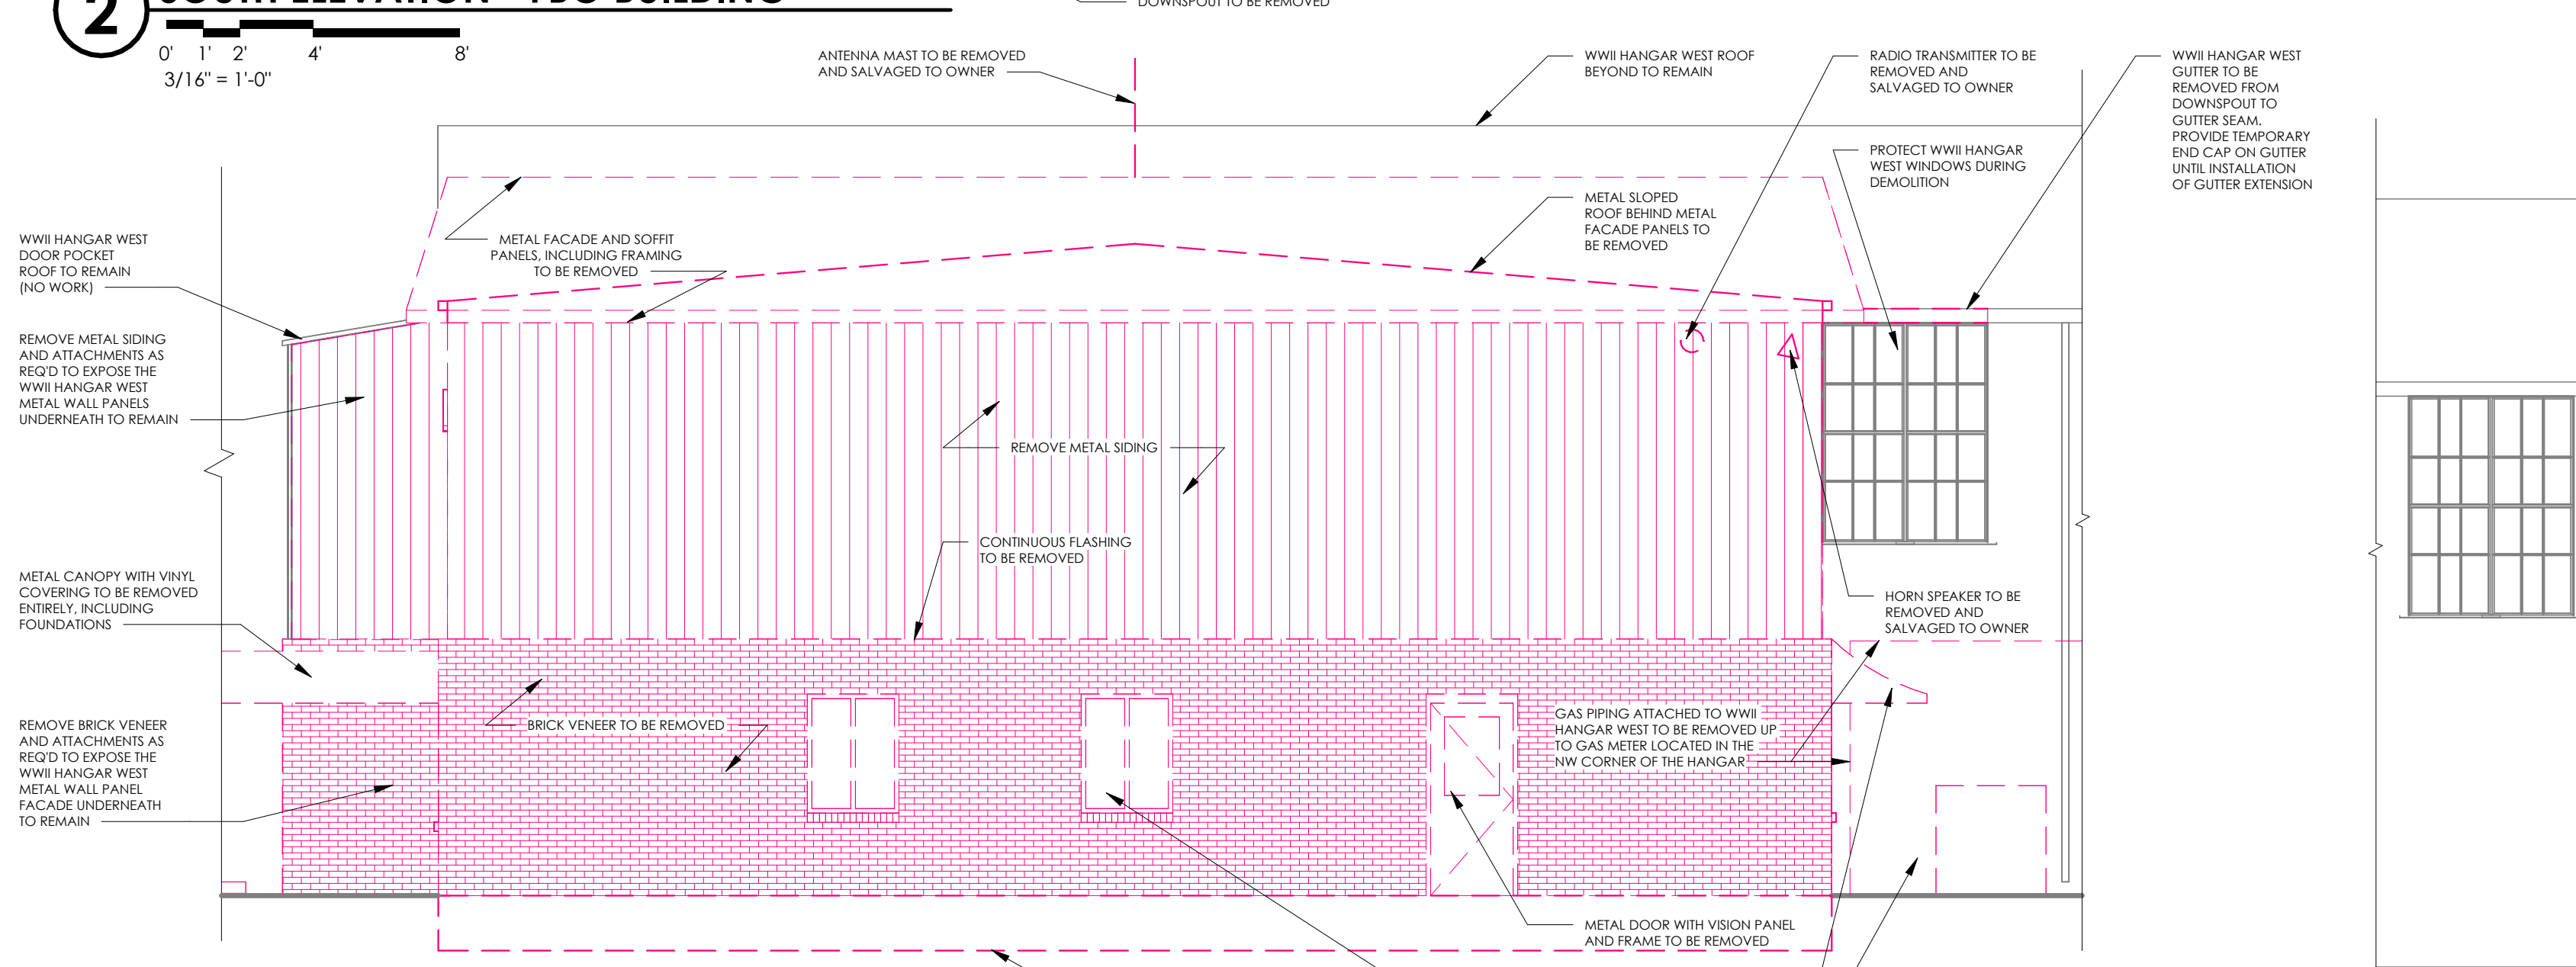 2
0' 1' 2' 4' 8'
3/16" = 1'-0"
DOWNSPOUT TO BE REMOVED
ANTENNA MAST TO BE REMOVED
AND SALVAGED TO OWNER
WWII HANGAR WEST ROOF
BEYOND TO REMAIN
RADIO TRANSMITTER TO BE
REMOVED AND
SALVAGED TO OWNER
WWII HANGAR WEST
GUTTER TO BE
REMOVED FROM
DOWNSPOUT TO
GUTTER SEAM.
PROVIDE TEMPORARY
END CAP ON GUTTER
UNTIL INSTALLATION
OF GUTTER EXTENSION
PROTECT WWII HANGAR
WEST WINDOWS DURING
DEMOLITION
METAL SLOPED
ROOF BEHIND METAL
FACADE PANELS TO
BE REMOVED
METAL FACADE AND SOFFIT
PANELS, INCLUDING FRAMING
TO BE REMOVED
WWII HANGAR WEST
DOOR POCKET
ROOF TO REMAIN
(NO WORK)
REMOVE METAL SIDING
AND ATTACHMENTS AS
REQ'D TO EXPOSE THE
WWII HANGAR WEST
METAL WALL PANELS
UNDERNEATH TO REMAIN
REMOVE METAL SIDING
CONTINUOUS FLASHING
TO BE REMOVED
METAL CANOPY WITH VINYL
COVERING TO BE REMOVED
ENTIRELY, INCLUDING
FOUNDATIONS
HORN SPEAKER TO BE
REMOVED AND
SALVAGED TO OWNER
REMOVE BRICK VENEER
AND ATTACHMENTS AS
REQ'D TO EXPOSE THE
WWII HANGAR WEST
METAL WALL PANEL
FACADE UNDERNEATH
TO REMAIN
BRICK VENEER TO BE REMOVED
GAS PIPING ATTACHED TO WWII
HANGAR WEST TO BE REMOVED UP
TO GAS METER LOCATED IN THE
NW CORNER OF THE HANGAR
METAL DOOR WITH VISION PANEL
AND FRAME TO BE REMOVED